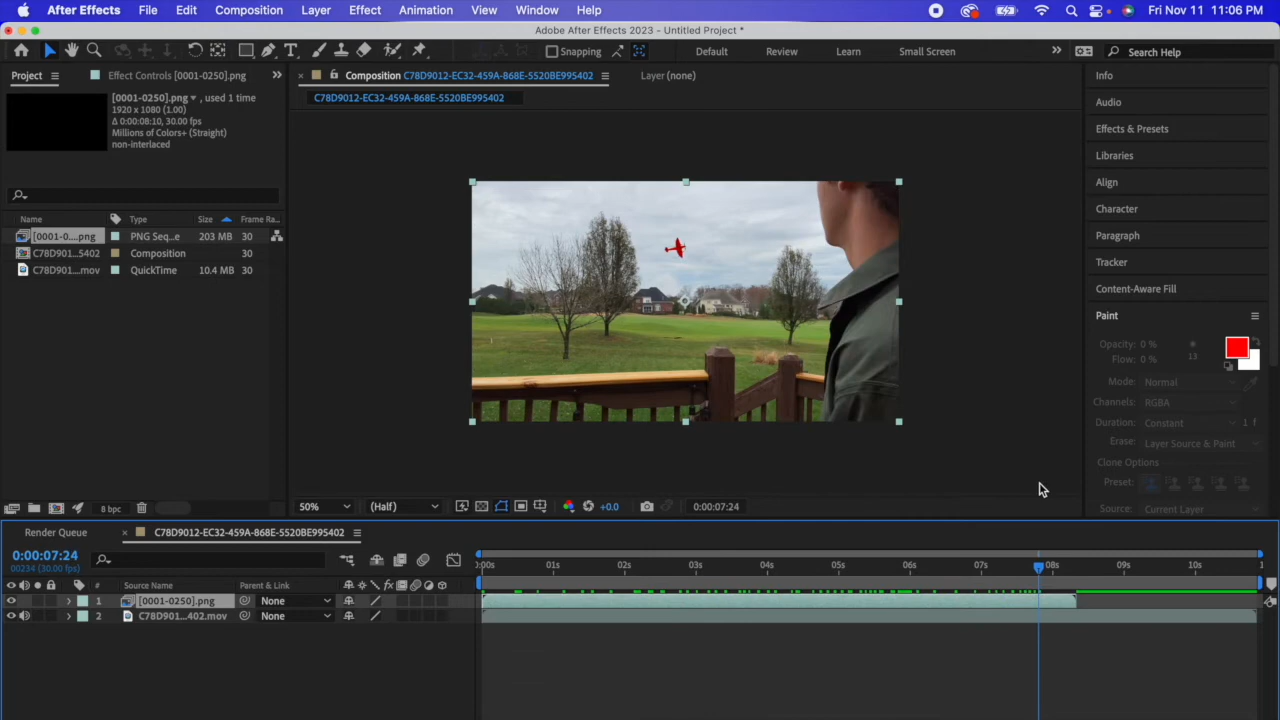 After Effects File Edit Composition Layer Effect Animation View Window Help Fri Nov 11 11:06 PM
After Effects 2023 - Untitled Project *
Snapping Default Review Learn Small Screen Search Help
Project Effect Controls [0001-0250].png
Composition C78D9012-EC32-459A-868E-5520BE995402 Layer (none)
C78D9012-EC32-459A-868E-5520BE995402
[0001-0250].png, used 1 time
1920 x 1080 (1.00)
Δ 0:00:08:10, 30.00 fps
Millions of Colors+ (Straight)
non-interlaced
Name Type Size Frame Ra...
[0001-0....png PNG Seq...e 203 MB 30
C78D901...5402 Composition 30
C78D901...mov QuickTime 10.4 MB 30
8 bpc
50% (Half) +0.0 0:00:07:24
Info
Audio
Effects & Presets
Libraries
Align
Character
Paragraph
Tracker
Content-Aware Fill
Paint
Opacity: 0 %
Flow: 0 % 13
Mode: Normal
Channels: RGBA
Duration: Constant 1 f
Erase: Layer Source & Paint
Clone Options
Preset:
Source: Current Layer
Render Queue C78D9012-EC32-459A-868E-5520BE995402
0:00:07:24
00234 (30.00 fps)
:00s 01s 02s 03s 04s 05s 06s 07s 08s 09s 10s 1
# Source Name Parent & Link
1 [0001-0250].png None
2 C78D901...402.mov None